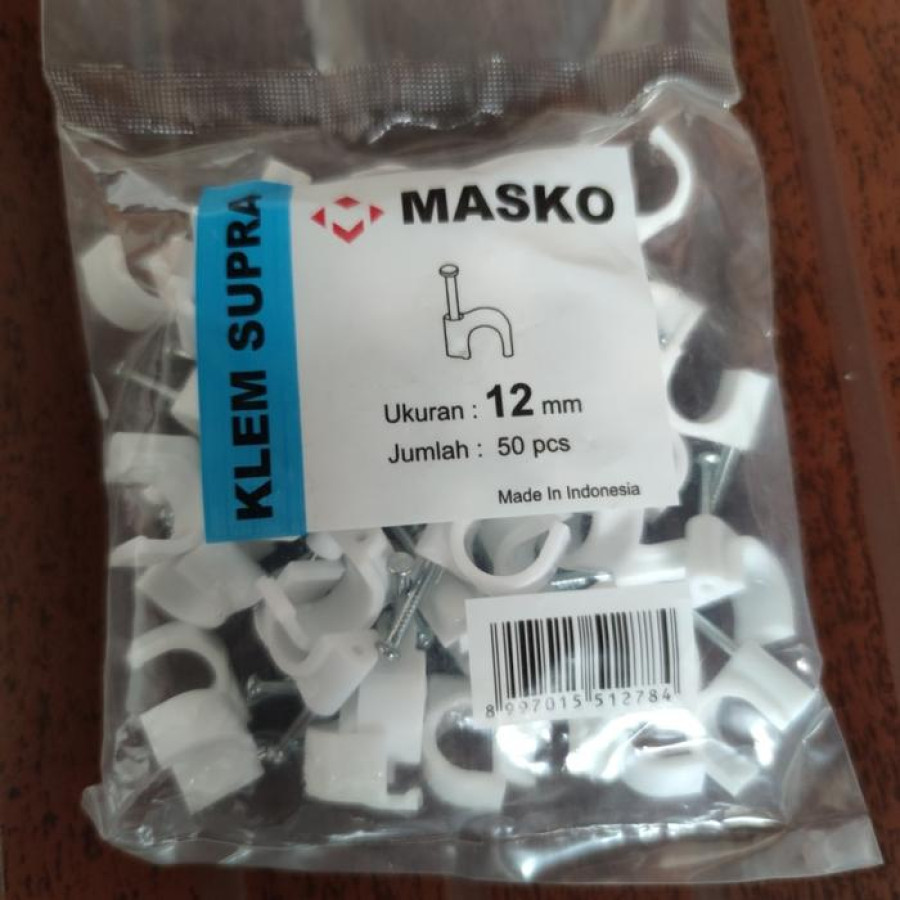 KLEM SUPRA
MASKO
Ukuran : 12 mm
Jumlah : 50 pcs
Made In Indonesia
8 997015 512784